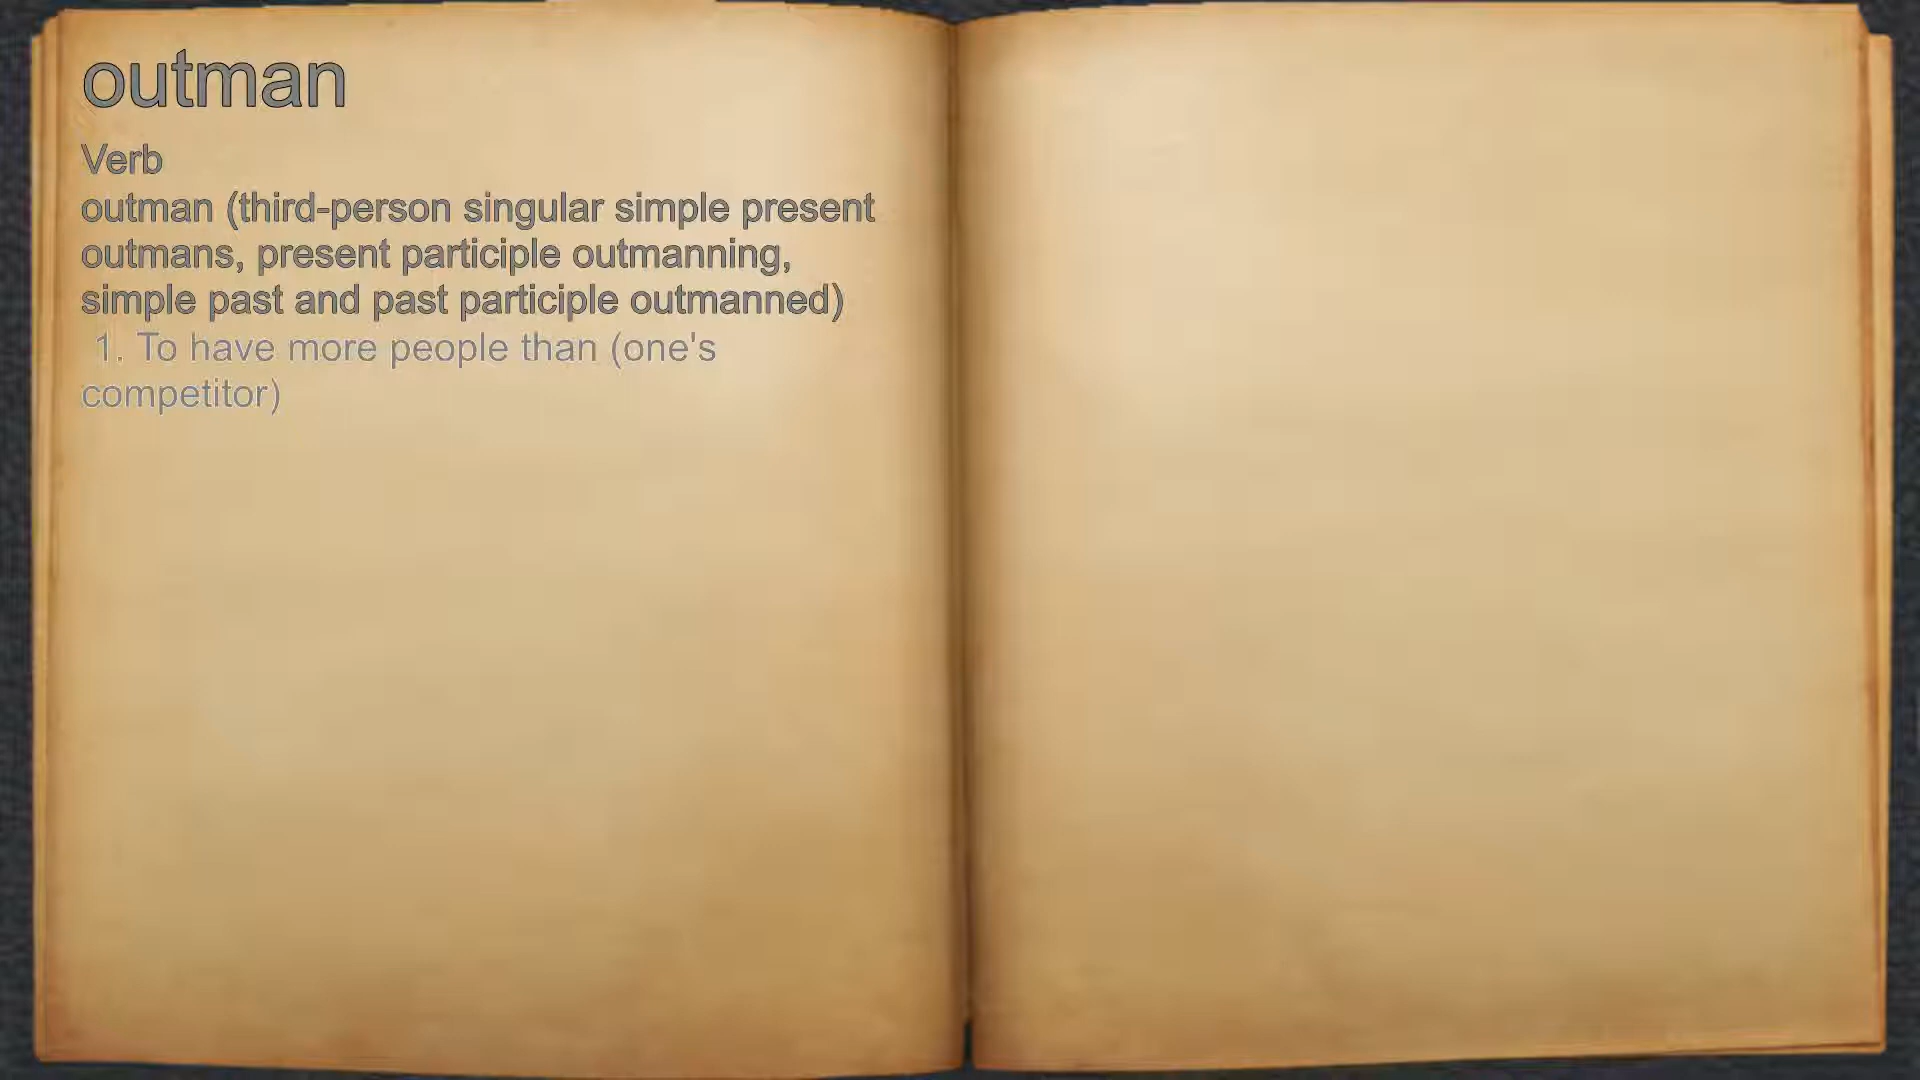 outman
Verb
outman (third-person singular simple present
outmans, present participle outmanning,
simple past and past participle outmanned)
1. To have more people than (one's
competitor)